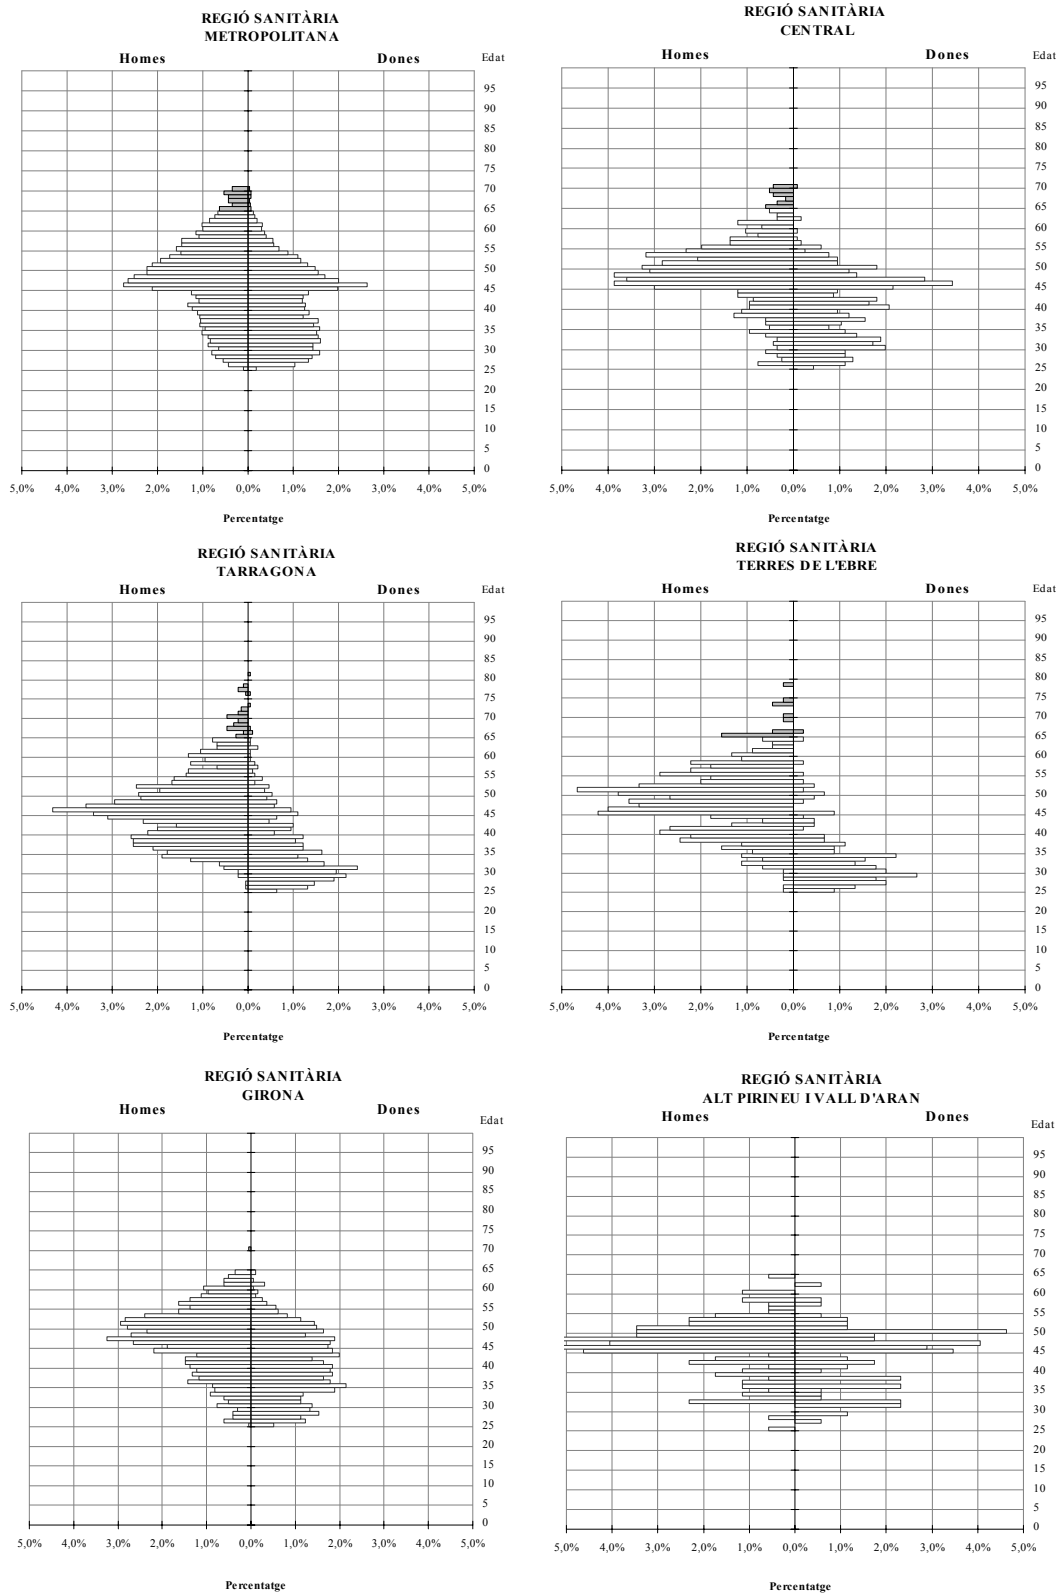 REGIÓ SANITÀRIA
METROPOLITANA
Homes
Dones
Edat
95
90
85
80
75
70
65
60
55
50
45
40
35
30
25
20
15
10
5
0
5,0% 4,0% 3,0% 2,0% 1,0% 0,0% 1,0% 2,0% 3,0% 4,0% 5,0%
Percentatge
REGIÓ SANITÀRIA
CENTRAL
Homes
Dones
Edat
95
90
85
80
75
70
65
60
55
50
45
40
35
30
25
20
15
10
5
0
5,0% 4,0% 3,0% 2,0% 1,0% 0,0% 1,0% 2,0% 3,0% 4,0% 5,0%
Percentatge
REGIÓ SANITÀRIA
TARRAGONA
Homes
Dones
Edat
95
90
85
80
75
70
65
60
55
50
45
40
35
30
25
20
15
10
5
0
5,0% 4,0% 3,0% 2,0% 1,0% 0,0% 1,0% 2,0% 3,0% 4,0% 5,0%
Percentatge
REGIÓ SANITÀRIA
TERRES DE L'EBRE
Homes
Dones
Edat
95
90
85
80
75
70
65
60
55
50
45
40
35
30
25
20
15
10
5
0
5,0% 4,0% 3,0% 2,0% 1,0% 0,0% 1,0% 2,0% 3,0% 4,0% 5,0%
Percentatge
REGIÓ SANITÀRIA
GIRONA
Homes
Dones
Edat
95
90
85
80
75
70
65
60
55
50
45
40
35
30
25
20
15
10
5
0
5,0% 4,0% 3,0% 2,0% 1,0% 0,0% 1,0% 2,0% 3,0% 4,0% 5,0%
Percentatge
REGIÓ SANITÀRIA
ALT PIRINEU I VALL D'ARAN
Homes
Dones
Edat
95
90
85
80
75
70
65
60
55
50
45
40
35
30
25
20
15
10
5
0
5,0% 4,0% 3,0% 2,0% 1,0% 0,0% 1,0% 2,0% 3,0% 4,0% 5,0%
Percentatge